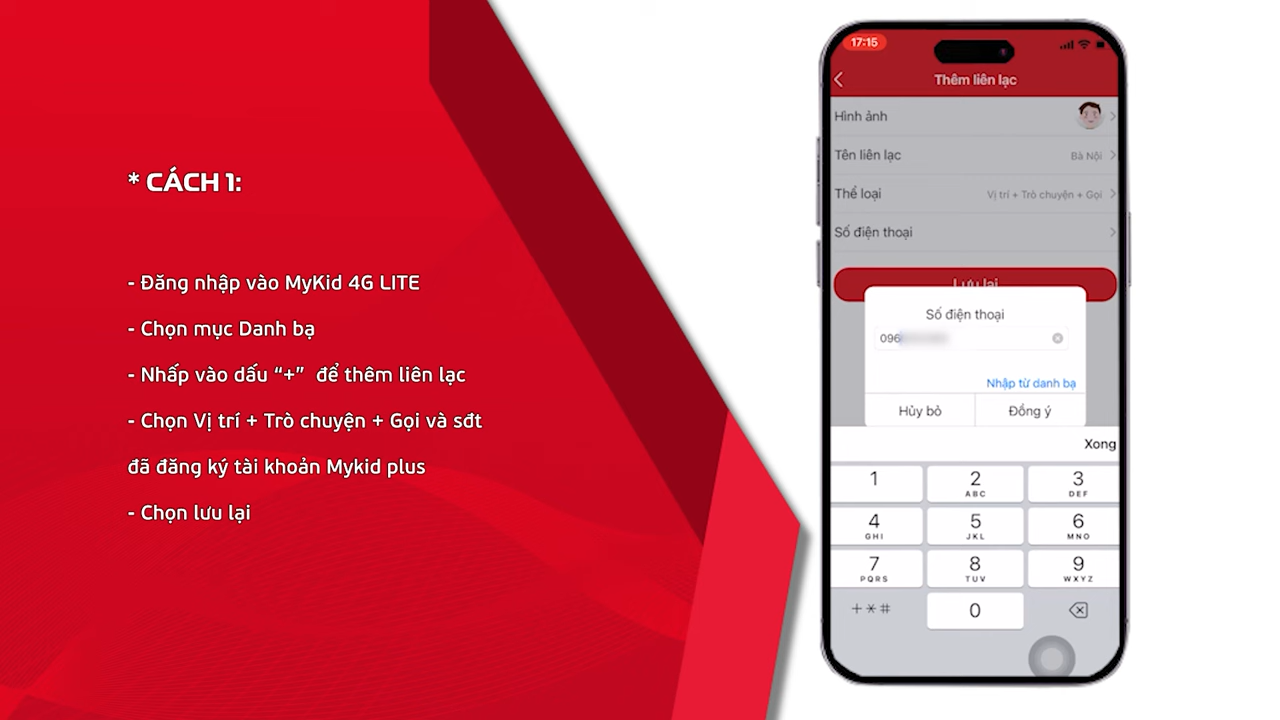 * CÁCH 1:
- Đăng nhập vào MyKid 4G LITE
- Chọn mục Danh bạ
- Nhấp vào dấu “+” để thêm liên lạc
- Chọn Vị trí + Trò chuyện + Gọi và sđt
đã đăng ký tài khoản Mykid plus
- Chọn lưu lại
17:15
Thêm liên lạc
Hình ảnh
Tên liên lạc Bà Nội
Thể loại Vị trí + Trò chuyện + Gọi
Số điện thoại
Lưu lại
Số điện thoại
096
Nhập từ danh bạ
Hủy bỏ Đồng ý
Xong
1 2 3
ABC DEF
4 5 6
GHI JKL MNO
7 8 9
PQRS TUV WXYZ
+*# 0